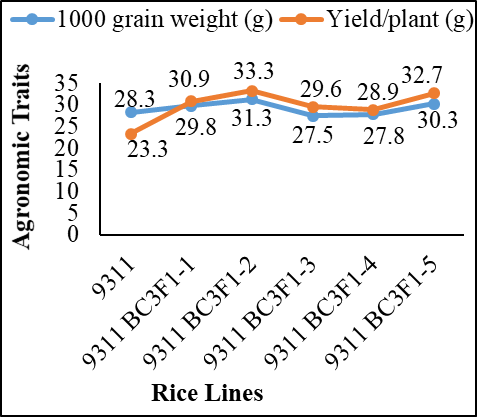 1000 grain weight (g) Yield/plant (g)
Agronomic Traits
35
30
25
20
15
10
5
0
28.3 30.9 33.3 29.6 28.9 32.7
23.3 29.8 31.3 27.5 27.8 30.3
9311
9311 BC3F1-1
9311 BC3F1-2
9311 BC3F1-3
9311 BC3F1-4
9311 BC3F1-5
Rice Lines